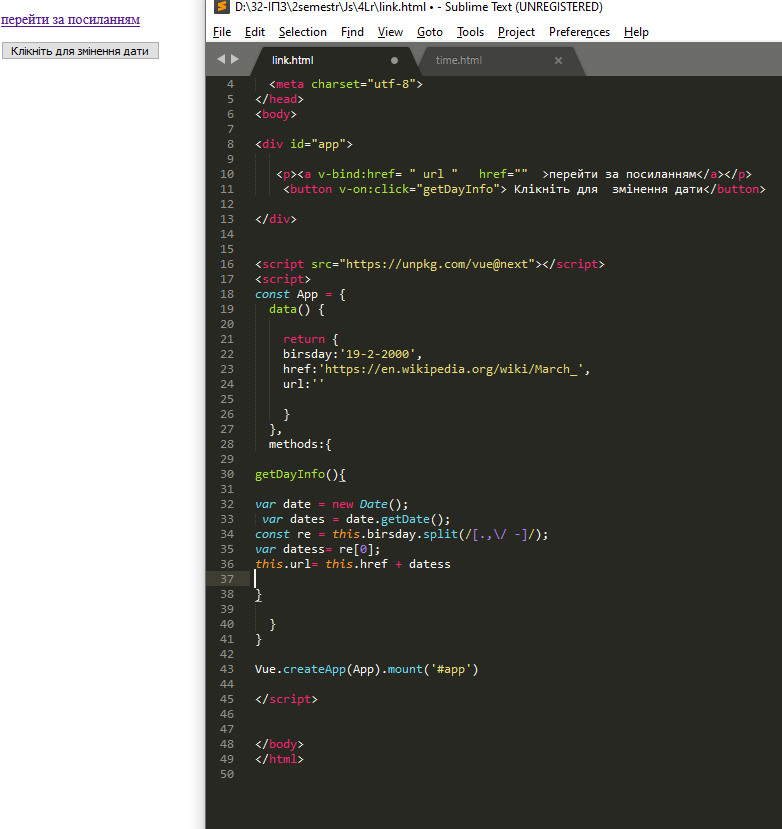 перейти за посиланням
Клікніть для змінення дати
D:\32-ІПЗ\2semestr\Js\4Lr\link.html • - Sublime Text (UNREGISTERED)
File Edit Selection Find View Goto Tools Project Preferences Help
link.html time.html
4 <meta charset="utf-8">
5 </head>
6 <body>
7
8 <div id="app">
9
10 <p><a v-bind:href= " url " href="" >перейти за посиланням</a></p>
11 <button v-on:click="getDayInfo"> Клікніть для змінення дати</button>
12
13 </div>
14
15
16 <script src="https://unpkg.com/vue@next"></script>
17 <script>
18 const App = {
19 data() {
20
21 return {
22 birsday:'19-2-2000',
23 href:'https://en.wikipedia.org/wiki/March_',
24 url:''
25
26 }
27 },
28 methods:{
29
30 getDayInfo(){
31
32 var date = new Date();
33 var dates = date.getDate();
34 const re = this.birsday.split(/[.,\/ -]/);
35 var datess= re[0];
36 this.url= this.href + datess
37
38 }
39
40 }
41 }
42
43 Vue.createApp(App).mount('#app')
44
45 </script>
46
47
48 </body>
49 </html>
50